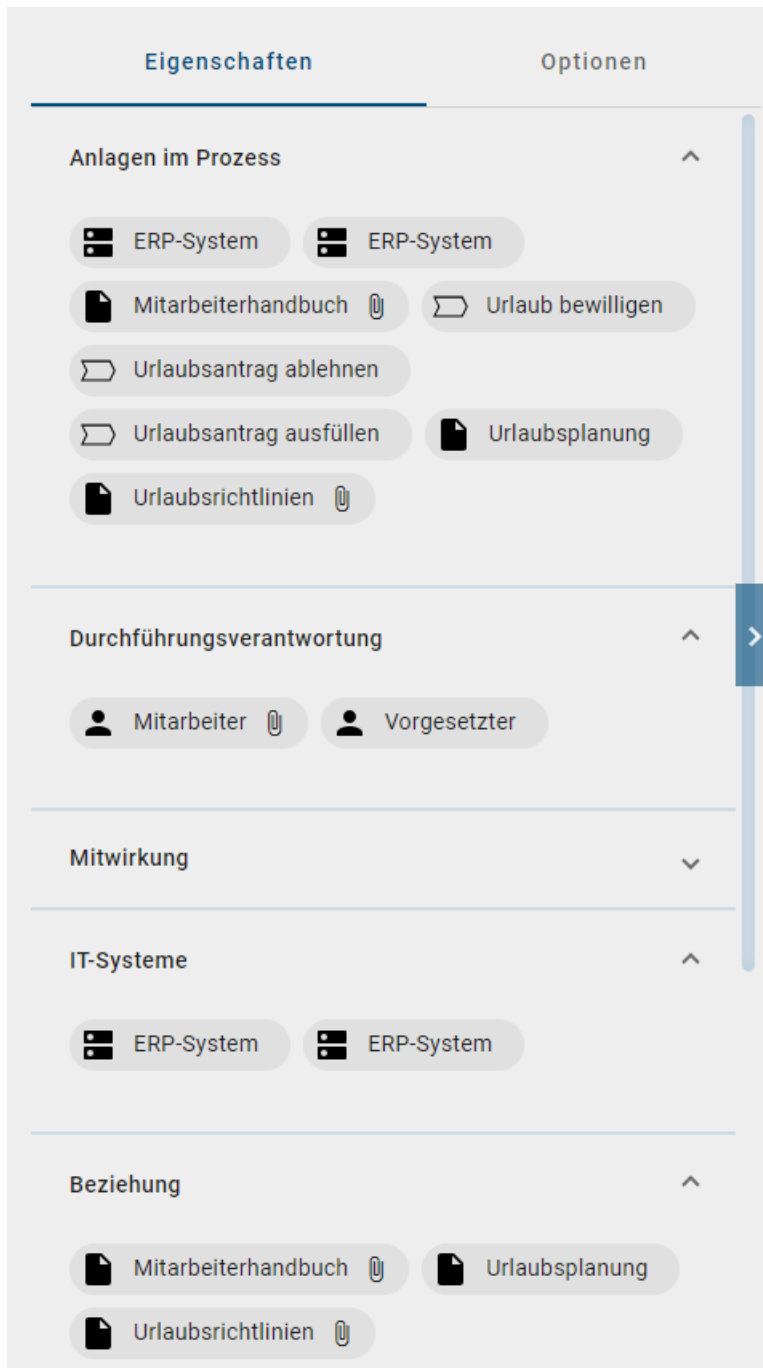 Eigenschaften Optionen
Anlagen im Prozess
ERP-System ERP-System
Mitarbeiterhandbuch Urlaub bewilligen
Urlaubsantrag ablehnen
Urlaubsantrag ausfüllen Urlaubsplanung
Urlaubsrichtlinien
Durchführungsverantwortung
Mitarbeiter Vorgesetzter
Mitwirkung
IT-Systeme
ERP-System ERP-System
Beziehung
Mitarbeiterhandbuch Urlaubsplanung
Urlaubsrichtlinien